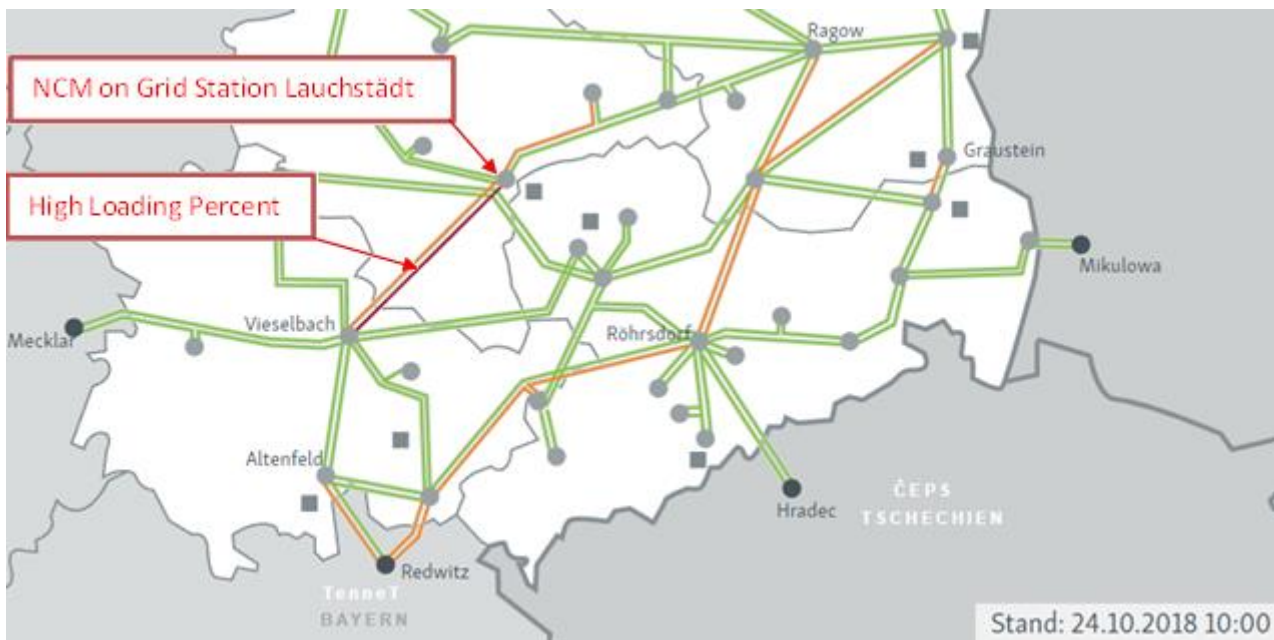 Ragow
NCM on Grid Station Lauchstädt
Graustein
High Loading Percent
Mikulowa
Vieselbach
Mecklar
Röhrsdorf
Altenfeld
ČEPS
Hradec
TSCHECHIEN
Redwitz
TenneT
BAYERN
Stand: 24.10.2018 10:00